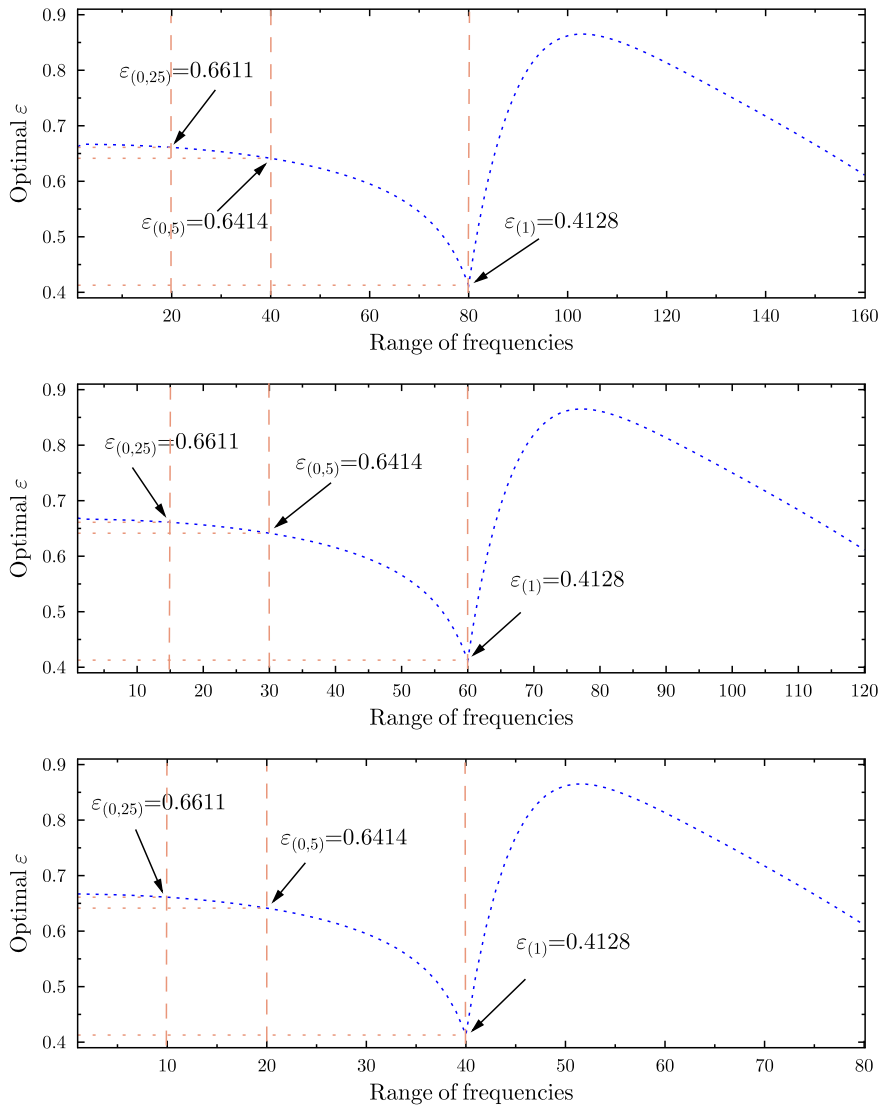 0.9
0.8
0.7
0.6
0.5
0.4
Optimal ε
ε(0,25)=0.6611
ε(0,5)=0.6414
ε(1)=0.4128
20 40 60 80 100 120 140 160
Range of frequencies
0.9
0.8
0.7
0.6
0.5
0.4
Optimal ε
ε(0,25)=0.6611
ε(0,5)=0.6414
ε(1)=0.4128
10 20 30 40 50 60 70 80 90 100 110 120
Range of frequencies
0.9
0.8
0.7
0.6
0.5
0.4
Optimal ε
ε(0,25)=0.6611
ε(0,5)=0.6414
ε(1)=0.4128
10 20 30 40 50 60 70 80
Range of frequencies